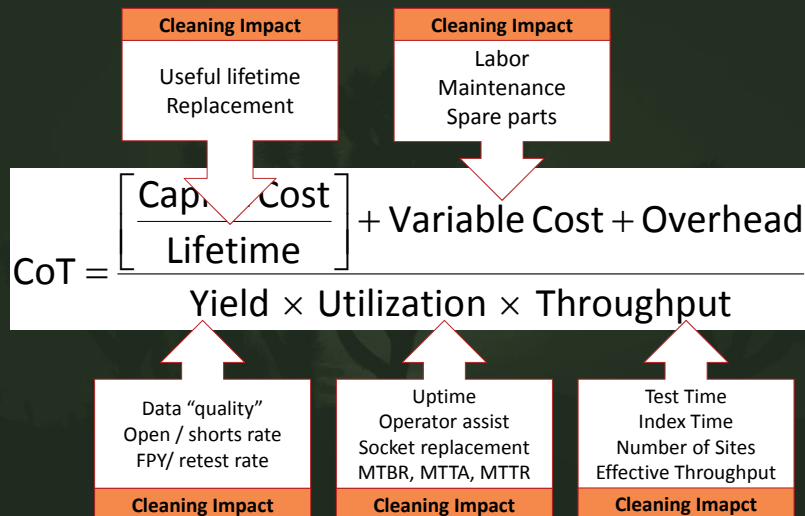 Cleaning Impact
Useful lifetime
Replacement
Cleaning Impact
Labor
Maintenance
Spare parts
CoT = [Cap Cost / Lifetime] + Variable Cost + Overhead
Yield × Utilization × Throughput
Data “quality”
Open / shorts rate
FPY/ retest rate
Cleaning Impact
Uptime
Operator assist
Socket replacement
MTBR, MTTA, MTTR
Cleaning Impact
Test Time
Index Time
Number of Sites
Effective Throughput
Cleaning Imapct